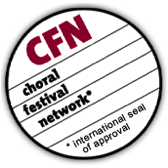 CFN
choral
festival
network*
* international seal
of approval